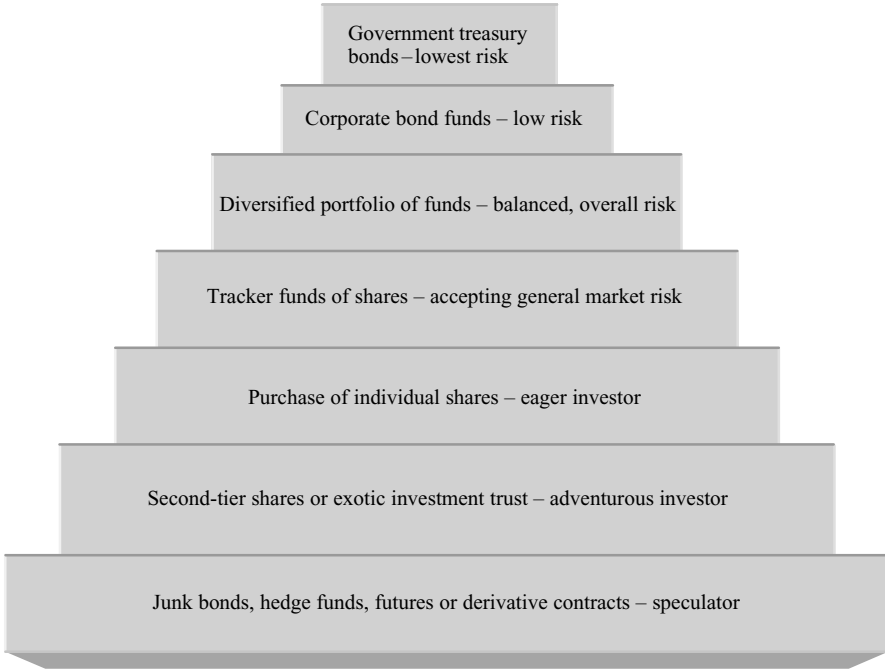 Government treasury
bonds – lowest risk
Corporate bond funds – low risk
Diversified portfolio of funds – balanced, overall risk
Tracker funds of shares – accepting general market risk
Purchase of individual shares – eager investor
Second-tier shares or exotic investment trust – adventurous investor
Junk bonds, hedge funds, futures or derivative contracts – speculator